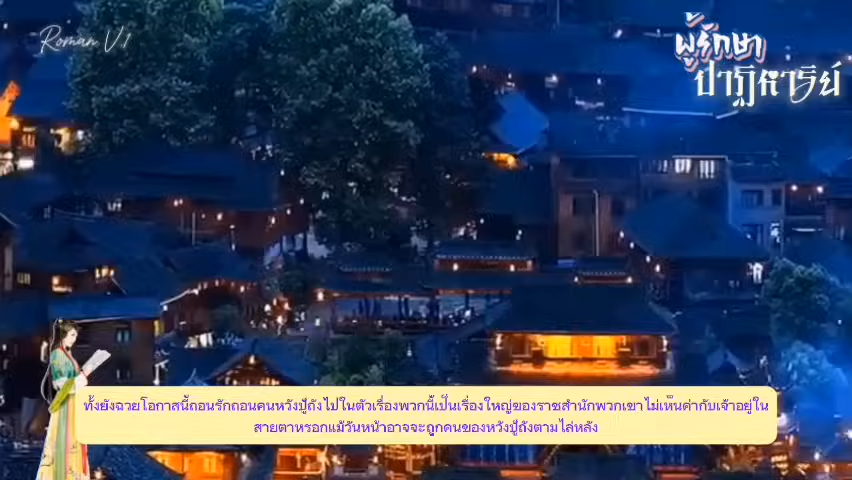 Roman V.1
ผู้รักษา
ปาฏิหาริย์
ทั้งยังฉวยโอกาสนี้ถอนรักถอนคนหวังปู้ถังไปในตัวเรื่องพวกนี้เป็นเรื่องใหญ่ของราชสำนักพวกเขาไม่เห็นค่ากับเจ้าอยู่ใน
สายตาหรอกแม้วันหน้าอาจจะถูกคนของหวังปู้ถังตามไล่หลัง